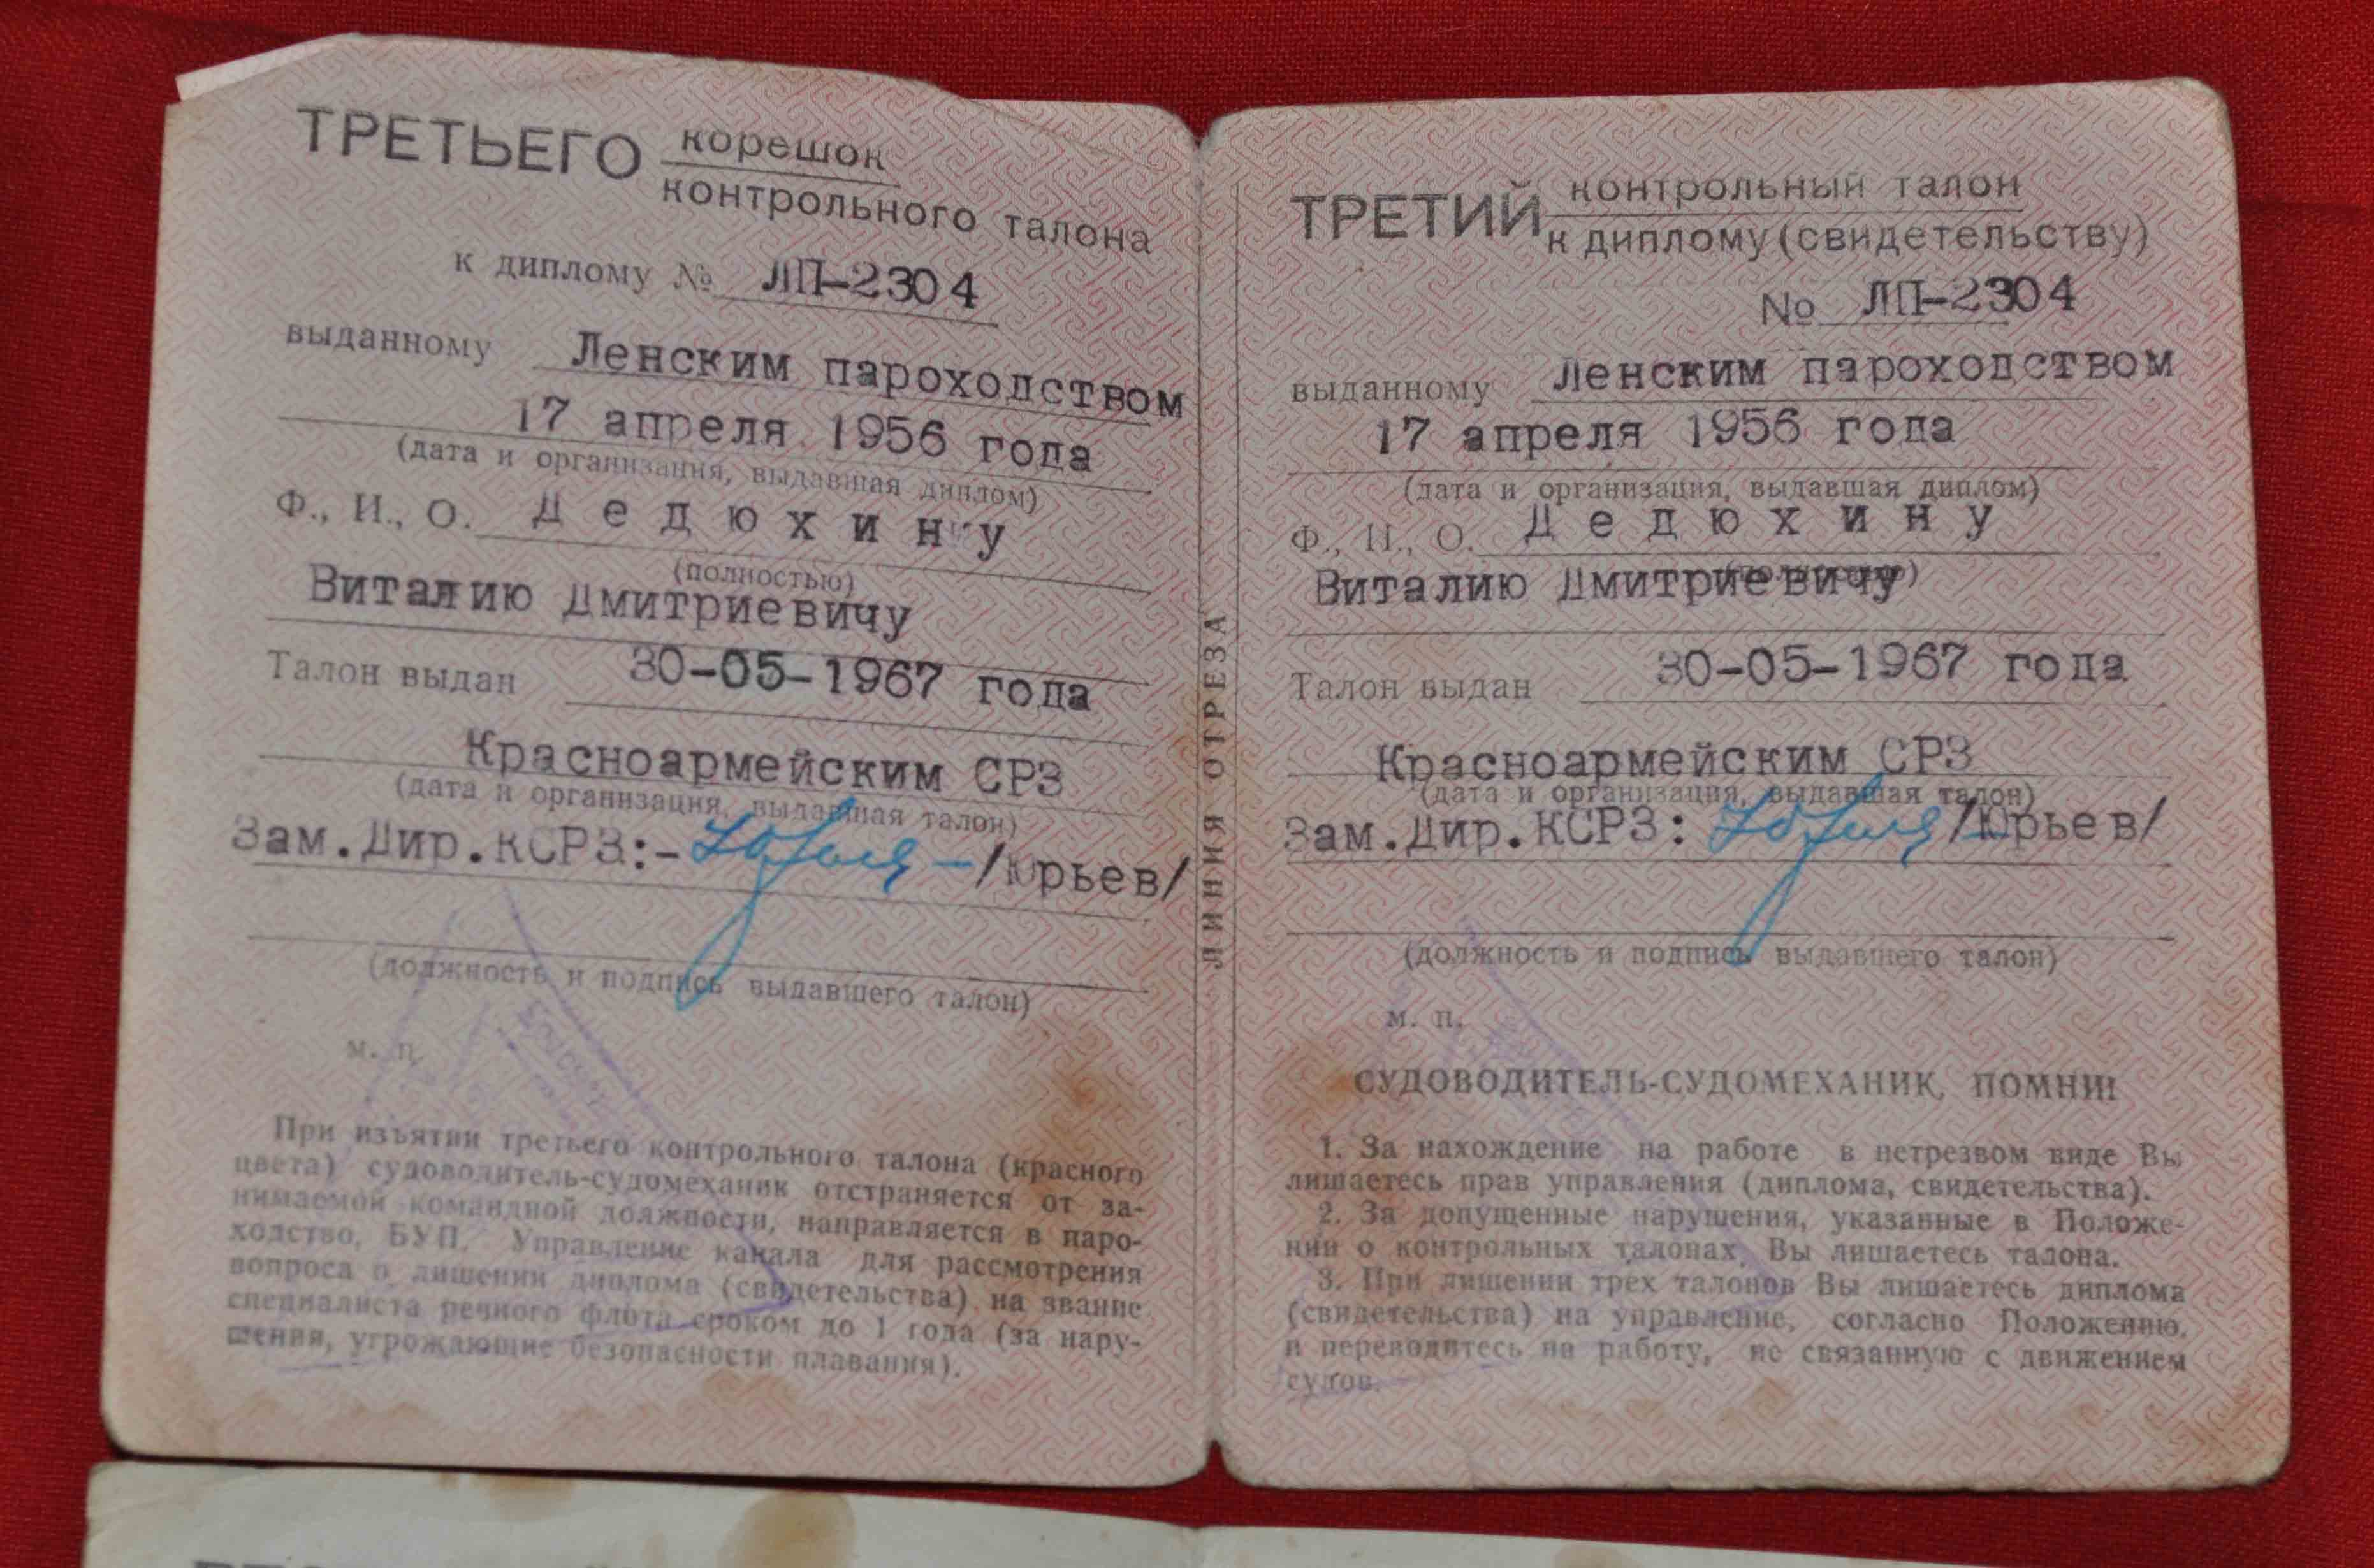 ТРЕТЬЕГО корешок
контрольного талона
к диплому № ЛП-2304
выданному Ленским пароходством
17 апреля 1956 года
(дата и организация, выдавшая диплом)
Ф., И., О. Дедюхину
(полностью)
Виталию Дмитриевичу
Талон выдан 30-05-1967 года
Красноармейским СРЗ
(дата и организация, выдавшая талон)
Зам.Дир.КСРЗ:- /Юрьев/
(должность и подпись выдавшего талон)
м. п.
При изъятии третьего контрольного талона (красного
цвета) судоводитель-судомеханик отстраняется от за-
нимаемой командной должности, направляется в паро-
ходство, БУП, Управление канала для рассмотрения
вопроса о лишении диплома (свидетельства) на звание
специалиста речного флота сроком до 1 года (за нару-
шения, угрожающие безопасности плавания).
ЛИНИЯ ОТРЕЗА
ТРЕТИЙ контрольный талон
к диплому (свидетельству)
№ ЛП-2304
выданному Ленским пароходством
17 апреля 1956 года
(дата и организация, выдавшая диплом)
Ф., И., О. Дедюхину
(полностью)
Виталию Дмитриевичу
Талон выдан 30-05-1967 года
Красноармейским СРЗ
(дата и организация, выдавшая талон)
Зам.Дир.КСРЗ: /Юрьев/
(должность и подпись выдавшего талон)
м. п.
СУДОВОДИТЕЛЬ-СУДОМЕХАНИК, ПОМНИ!
1. За нахождение на работе в нетрезвом виде Вы
лишаетесь прав управления (диплома, свидетельства).
2. За допущенные нарушения, указанные в Положе-
нии о контрольных талонах, Вы лишаетесь талона.
3. При лишении трех талонов Вы лишаетесь диплома
(свидетельства) на управление, согласно Положению,
и переводитесь на работу, не связанную с движением
судов.